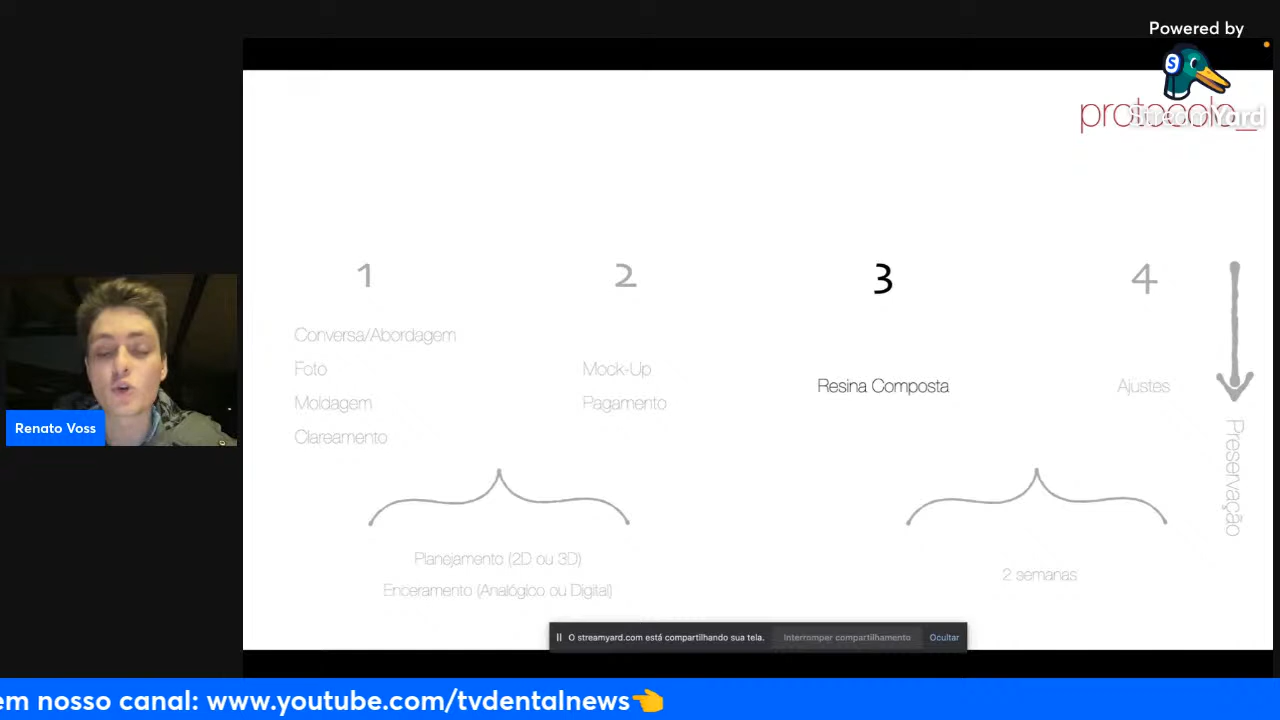 Powered by
StreamYard
protocolo_
1
2
3
4
Conversa/Abordagem
Foto
Moldagem
Clareamento
Mock-Up
Pagamento
Resina Composta
Ajustes
Preservação
Planejamento (2D ou 3D)
Enceramento (Analógico ou Digital)
2 semanas
Renato Voss
O streamyard.com está compartilhando sua tela.
Interromper compartilhamento
Ocultar
em nosso canal: www.youtube.com/tvdentalnews